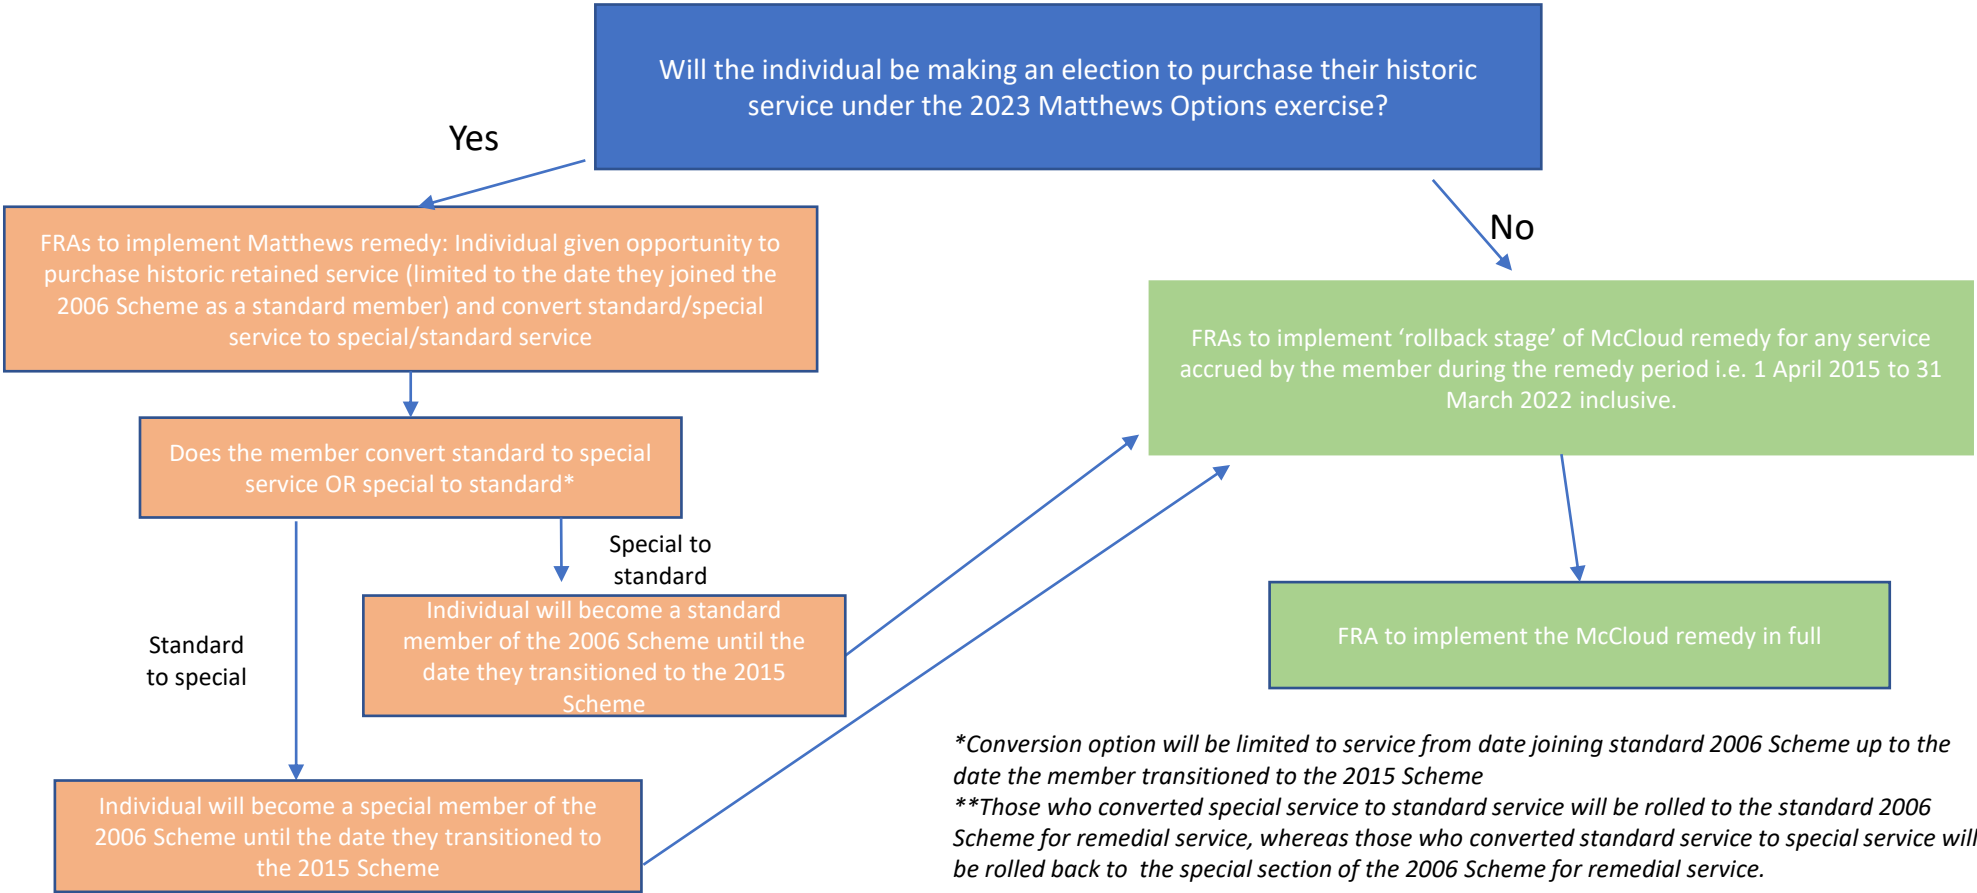 Will the individual be making an election to purchase their historic
service under the 2023 Matthews Options exercise?
Yes
No
FRAs to implement Matthews remedy: Individual given opportunity to
purchase historic retained service (limited to the date they joined the
2006 Scheme as a standard member) and convert standard/special
service to special/standard service
FRAs to implement ‘rollback stage’ of McCloud remedy for any service
accrued by the member during the remedy period i.e. 1 April 2015 to 31
March 2022 inclusive.
Does the member convert standard to special
service OR special to standard*
Special to
standard
Individual will become a standard
member of the 2006 Scheme until the
date they transitioned to the 2015
Scheme
FRA to implement the McCloud remedy in full
Standard
to special
Individual will become a special member of the
2006 Scheme until the date they transitioned to
the 2015 Scheme
*Conversion option will be limited to service from date joining standard 2006 Scheme up to the
date the member transitioned to the 2015 Scheme
**Those who converted special service to standard service will be rolled to the standard 2006
Scheme for remedial service, whereas those who converted standard service to special service will
be rolled back to the special section of the 2006 Scheme for remedial service.